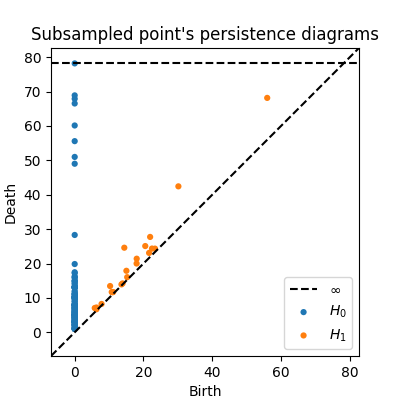 Subsampled point's persistence diagrams
80
70
60
50
40
30
20
10
0
Death
0 20 40 60 80
Birth
∞
H₀
H₁